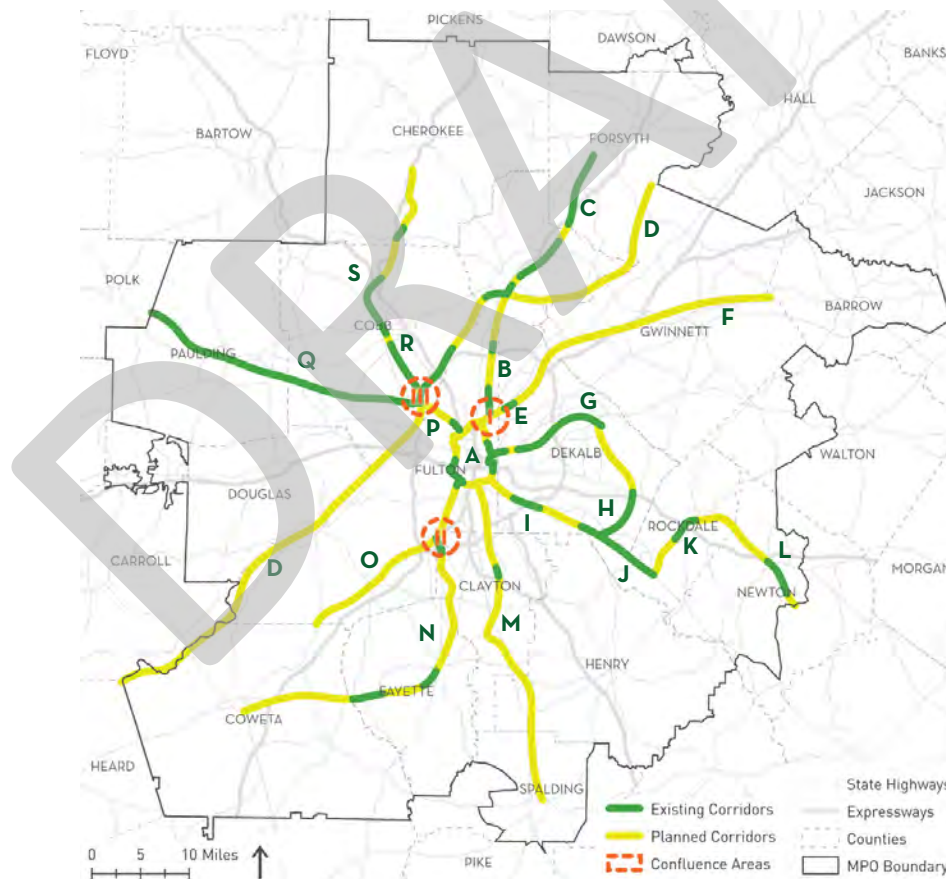 PICKENS
DAWSON
FLOYD
BANKS
HALL
BARTOW
CHEROKEE
FORSYTH
JACKSON
C
D
S
POLK
COBB
BARROW
GWINNETT
F
PAULDING
R
Q
B
G
P
E
A
DEKALB
FULTON
WALTON
DOUGLAS
I
H
ROCKDALE
K
CARROLL
D
O
J
L
MORGAN
CLAYTON
NEWTON
N
M
HENRY
FAYETTE
COWETA
HEARD
SPALDING
PIKE
State Highways
Existing Corridors
Expressways
Planned Corridors
Counties
Confluence Areas
MPO Boundary
0 5 10 Miles
DRAFT